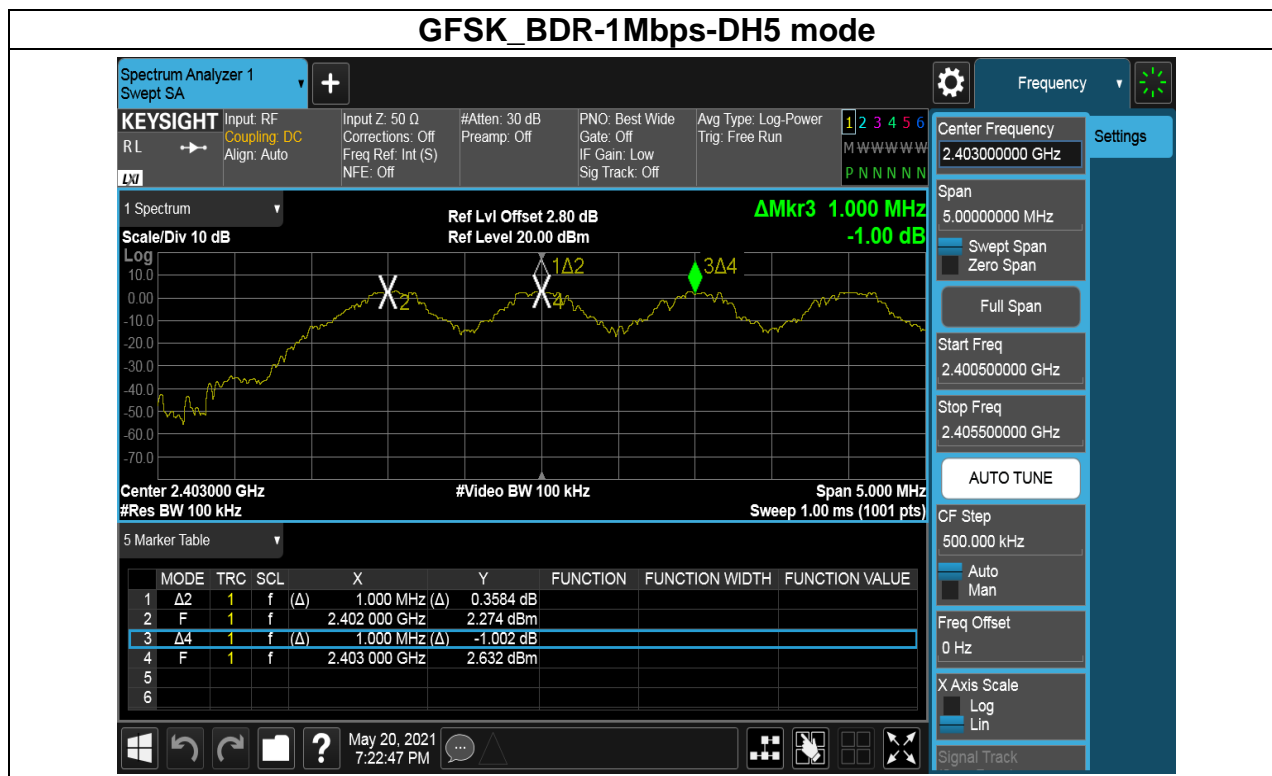 GFSK_BDR-1Mbps-DH5 mode
Spectrum Analyzer 1
Swept SA
Frequency
KEYSIGHT
RL
LXI
Input: RF
Coupling: DC
Align: Auto
Input Z: 50 Ω
Corrections: Off
Freq Ref: Int (S)
NFE: Off
#Atten: 30 dB
Preamp: Off
PNO: Best Wide
Gate: Off
IF Gain: Low
Sig Track: Off
Avg Type: Log-Power
Trig: Free Run
1 2 3 4 5 6
M W W W W W
P N N N N N
1 Spectrum
Scale/Div 10 dB
Ref Lvl Offset 2.80 dB
Ref Level 20.00 dBm
ΔMkr3 1.000 MHz
-1.00 dB
Log
10.0
0.00
-10.0
-20.0
-30.0
-40.0
-50.0
-60.0
-70.0
2
1Δ2
4
3Δ4
Center 2.403000 GHz
#Video BW 100 kHz
Span 5.000 MHz
#Res BW 100 kHz
Sweep 1.00 ms (1001 pts)
5 Marker Table
MODE TRC SCL X Y FUNCTION FUNCTION WIDTH FUNCTION VALUE
1 Δ2 1 f (Δ) 1.000 MHz (Δ) 0.3584 dB
2 F 1 f 2.402 000 GHz 2.274 dBm
3 Δ4 1 f (Δ) 1.000 MHz (Δ) -1.002 dB
4 F 1 f 2.403 000 GHz 2.632 dBm
5
6
May 20, 2021
7:22:47 PM
Center Frequency
2.403000000 GHz
Settings
Span
5.00000000 MHz
Swept Span
Zero Span
Full Span
Start Freq
2.400500000 GHz
Stop Freq
2.405500000 GHz
AUTO TUNE
CF Step
500.000 kHz
Auto
Man
Freq Offset
0 Hz
X Axis Scale
Log
Lin
Signal Track